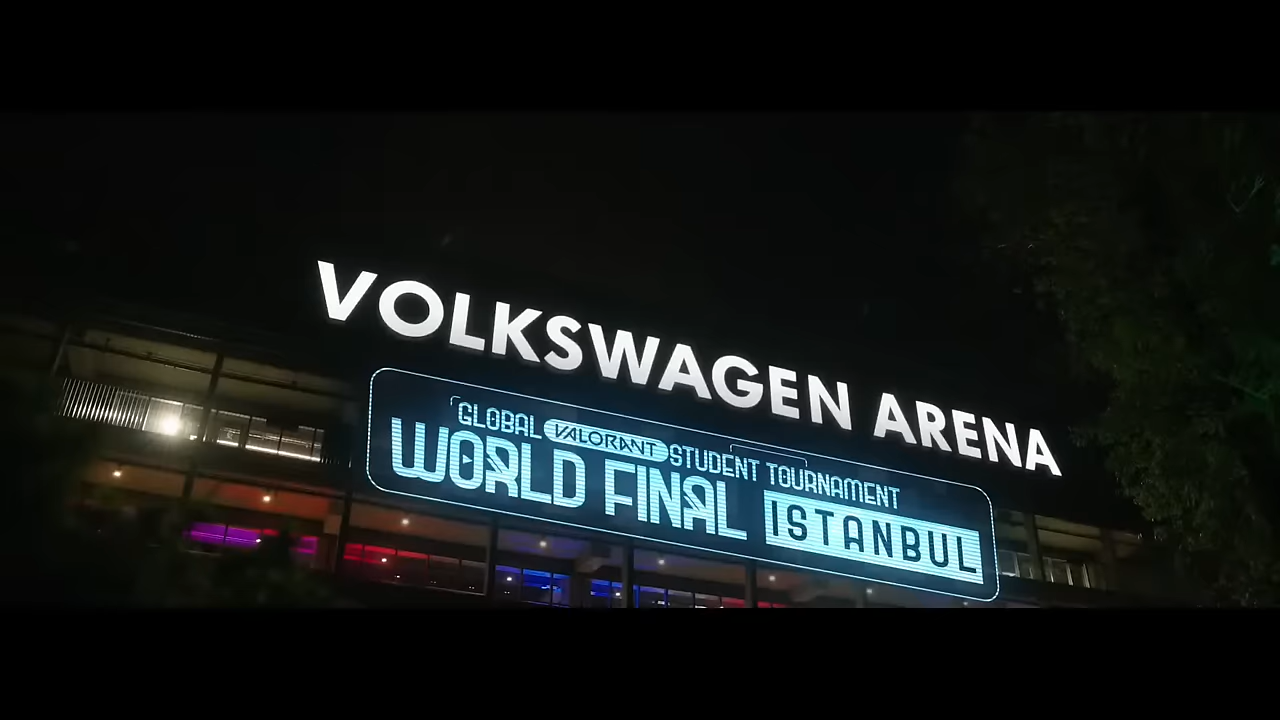 VOLKSWAGEN ARENA
GLOBAL VALORANT STUDENT TOURNAMENT
WORLD FINAL ISTANBUL